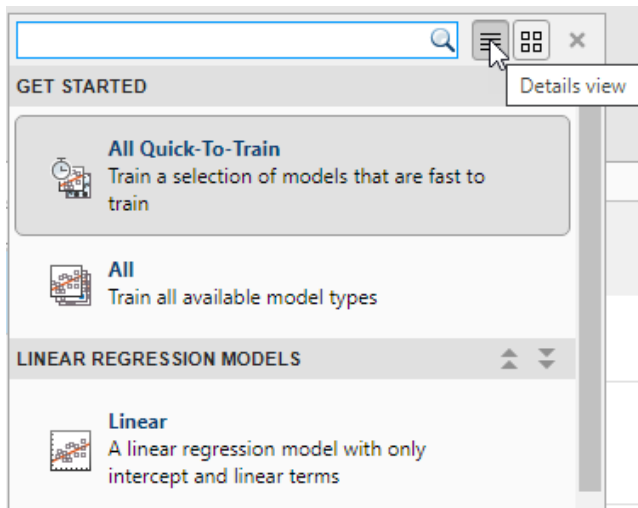 GET STARTED
Details view
All Quick-To-Train
Train a selection of models that are fast to
train
All
Train all available model types
LINEAR REGRESSION MODELS
Linear
A linear regression model with only
intercept and linear terms